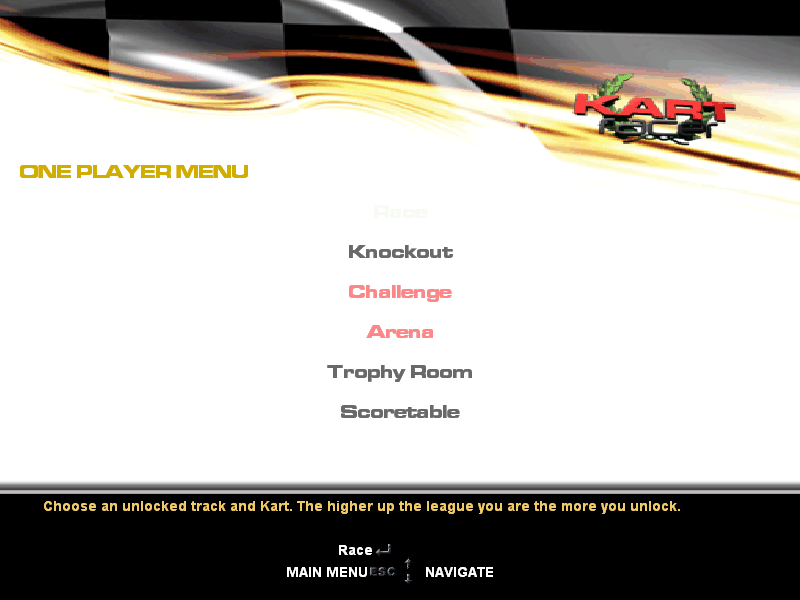 KART
racer
ONE PLAYER MENU
Race
Knockout
Challenge
Arena
Trophy Room
Scoretable
Choose an unlocked track and Kart. The higher up the league you are the more you unlock.
Race
MAIN MENU ESC NAVIGATE